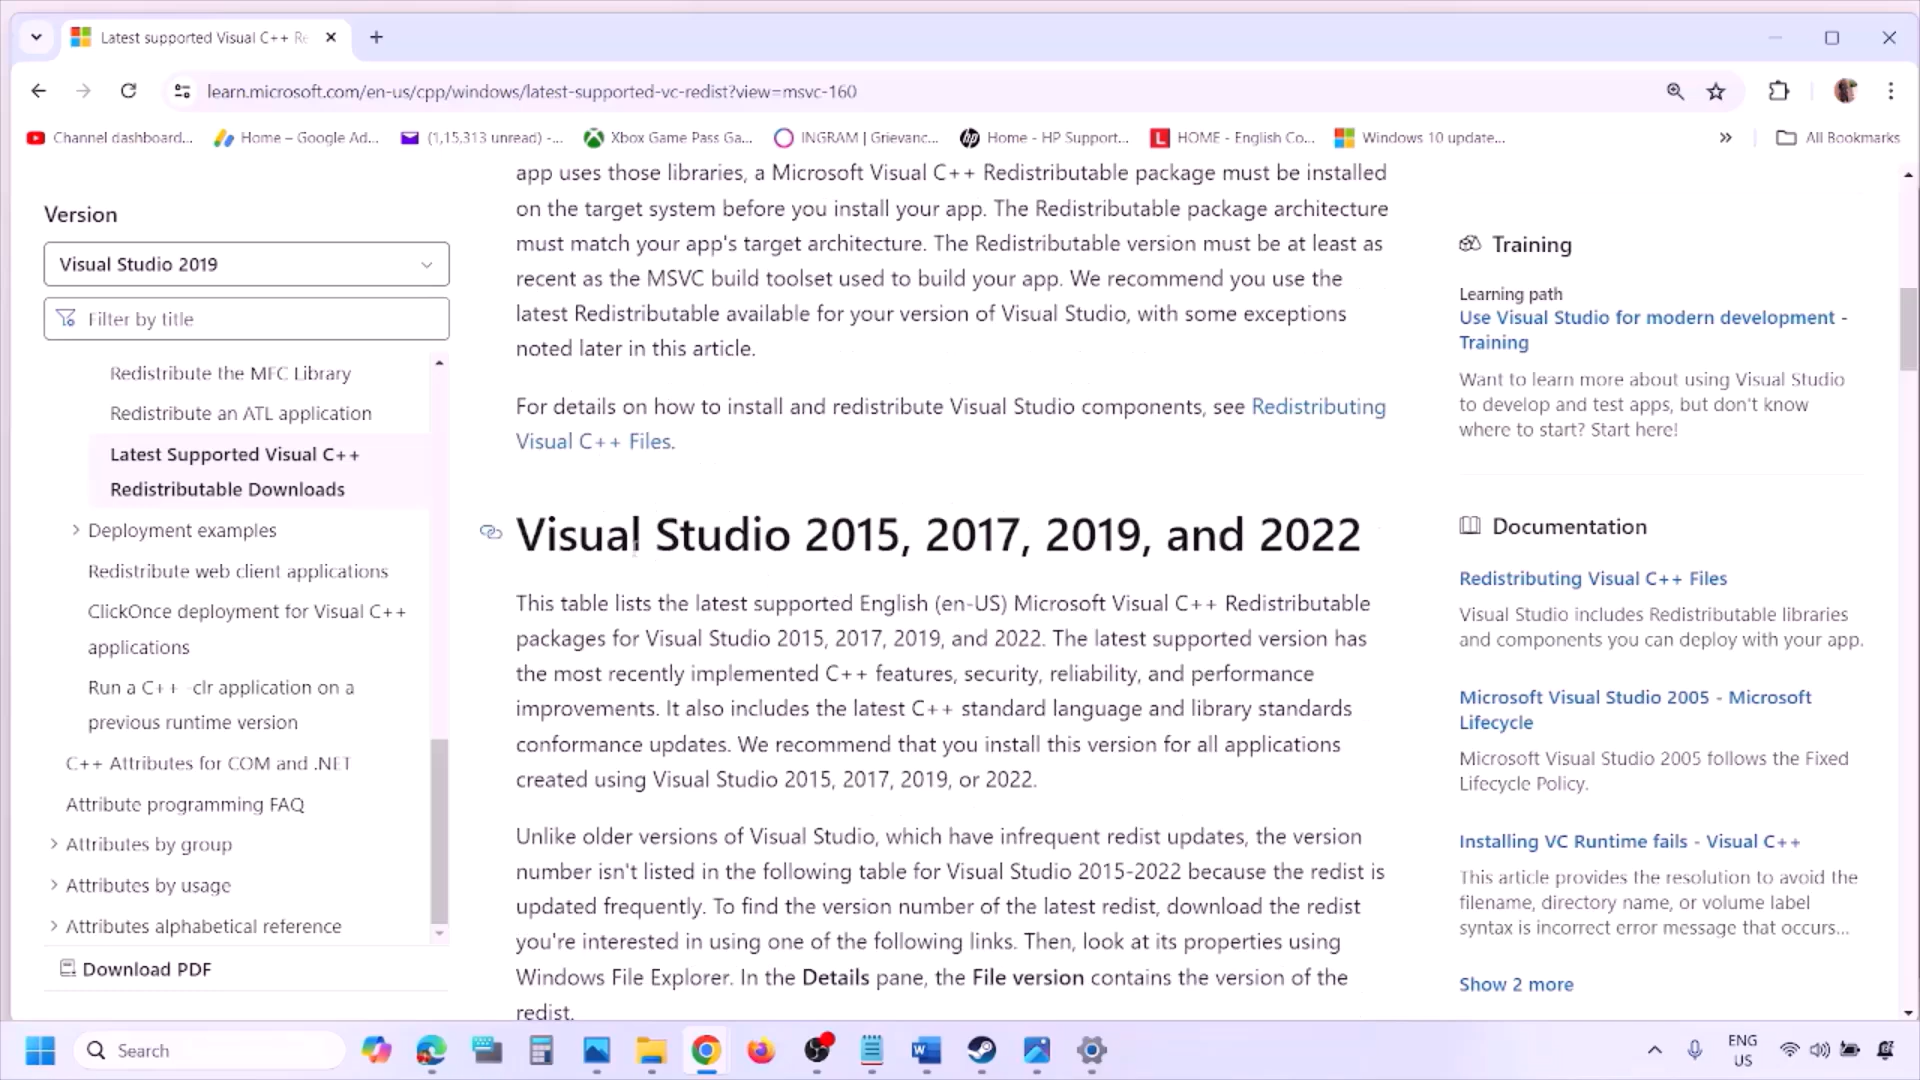 Latest supported Visual C++ Re
learn.microsoft.com/en-us/cpp/windows/latest-supported-vc-redist?view=msvc-160
Channel dashboard...
Home – Google Ad...
(1,15,313 unread) -...
Xbox Game Pass Ga...
INGRAM | Grievanc...
Home - HP Support...
HOME - English Co...
Windows 10 update...
All Bookmarks
Version
Visual Studio 2019
Filter by title
Redistribute the MFC Library
Redistribute an ATL application
Latest Supported Visual C++
Redistributable Downloads
Deployment examples
Redistribute web client applications
ClickOnce deployment for Visual C++
applications
Run a C++ -clr application on a
previous runtime version
C++ Attributes for COM and .NET
Attribute programming FAQ
Attributes by group
Attributes by usage
Attributes alphabetical reference
Download PDF
app uses those libraries, a Microsoft Visual C++ Redistributable package must be installed
on the target system before you install your app. The Redistributable package architecture
must match your app's target architecture. The Redistributable version must be at least as
recent as the MSVC build toolset used to build your app. We recommend you use the
latest Redistributable available for your version of Visual Studio, with some exceptions
noted later in this article.
For details on how to install and redistribute Visual Studio components, see Redistributing
Visual C++ Files.
Visual Studio 2015, 2017, 2019, and 2022
This table lists the latest supported English (en-US) Microsoft Visual C++ Redistributable
packages for Visual Studio 2015, 2017, 2019, and 2022. The latest supported version has
the most recently implemented C++ features, security, reliability, and performance
improvements. It also includes the latest C++ standard language and library standards
conformance updates. We recommend that you install this version for all applications
created using Visual Studio 2015, 2017, 2019, or 2022.
Unlike older versions of Visual Studio, which have infrequent redist updates, the version
number isn't listed in the following table for Visual Studio 2015-2022 because the redist is
updated frequently. To find the version number of the latest redist, download the redist
you're interested in using one of the following links. Then, look at its properties using
Windows File Explorer. In the Details pane, the File version contains the version of the
redist.
Training
Learning path
Use Visual Studio for modern development -
Training
Want to learn more about using Visual Studio
to develop and test apps, but don't know
where to start? Start here!
Documentation
Redistributing Visual C++ Files
Visual Studio includes Redistributable libraries
and components you can deploy with your app.
Microsoft Visual Studio 2005 - Microsoft
Lifecycle
Microsoft Visual Studio 2005 follows the Fixed
Lifecycle Policy.
Installing VC Runtime fails - Visual C++
This article provides the resolution to avoid the
filename, directory name, or volume label
syntax is incorrect error message that occurs...
Show 2 more
Search
ENG
US